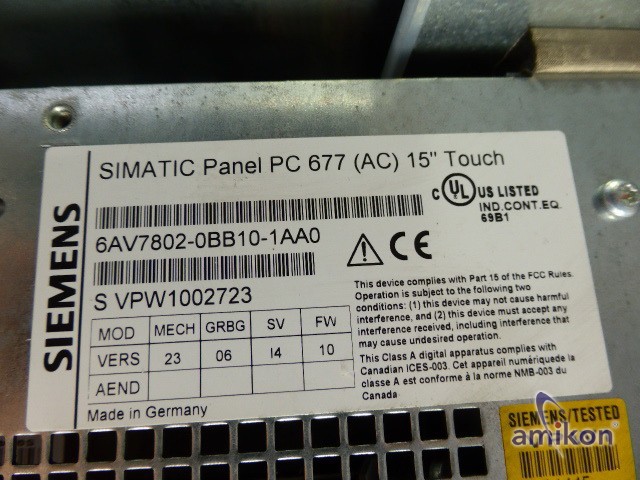 SIEMENS
SIMATIC Panel PC 677 (AC) 15" Touch
6AV7802-0BB10-1AA0
S VPW1002723
C UL US LISTED
IND.CONT.EQ.
69B1
CE
MOD MECH GRBG SV FW
VERS 23 06 I4 10
AEND
Made in Germany
This device complies with Part 15 of the FCC Rules.
Operation is subject to the following two
conditions: (1) this device may not cause harmful
interference, and (2) this device must accept any
interference received, including interference that
may cause undesired operation.
This Class A digital apparatus complies with
Canadian ICES-003. Cet appareil numériquede la
classe A est conforme à la norme NMB-003 du
Canada
SIEMENS/TESTED
amikon